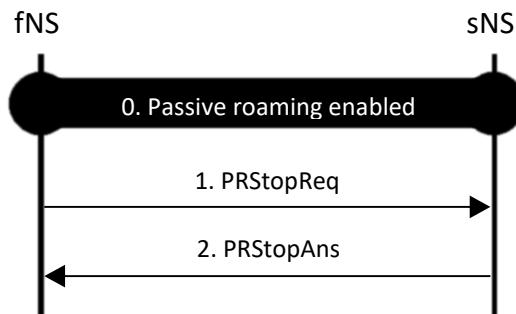 fNS
sNS
0. Passive roaming enabled
1. PRStopReq
2. PRStopAns